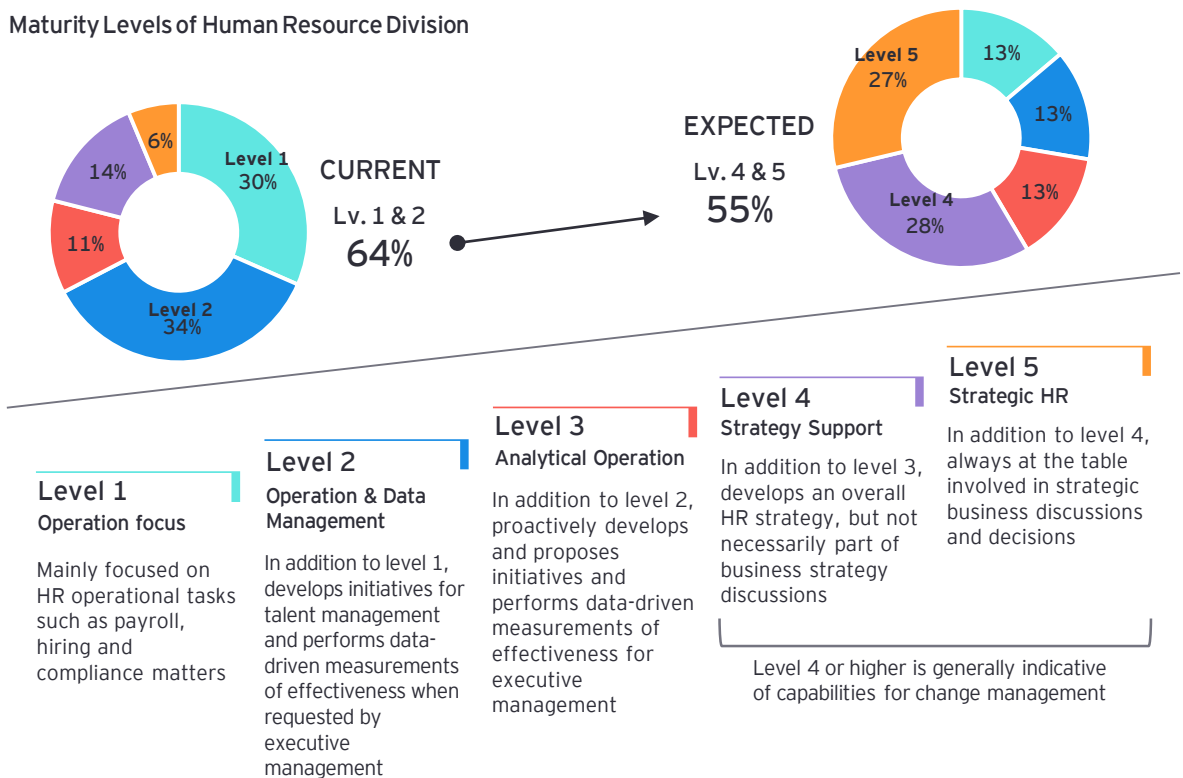 Maturity Levels of Human Resource Division
Level 1
30%
Level 2
34%
11%
14%
6%
CURRENT
Lv. 1 & 2
64%
EXPECTED
Lv. 4 & 5
55%
13%
13%
13%
Level 4
28%
Level 5
27%
Level 1
Operation focus
Mainly focused on
HR operational tasks
such as payroll,
hiring and
compliance matters
Level 2
Operation & Data
Management
In addition to level 1,
develops initiatives for
talent management
and performs data-
driven measurements
of effectiveness when
requested by
executive
management
Level 3
Analytical Operation
In addition to level 2,
proactively develops
and proposes
initiatives and
performs data-driven
measurements of
effectiveness for
executive
management
Level 4
Strategy Support
In addition to level 3,
develops an overall
HR strategy, but not
necessarily part of
business strategy
discussions
Level 5
Strategic HR
In addition to level 4,
always at the table
involved in strategic
business discussions
and decisions
Level 4 or higher is generally indicative
of capabilities for change management